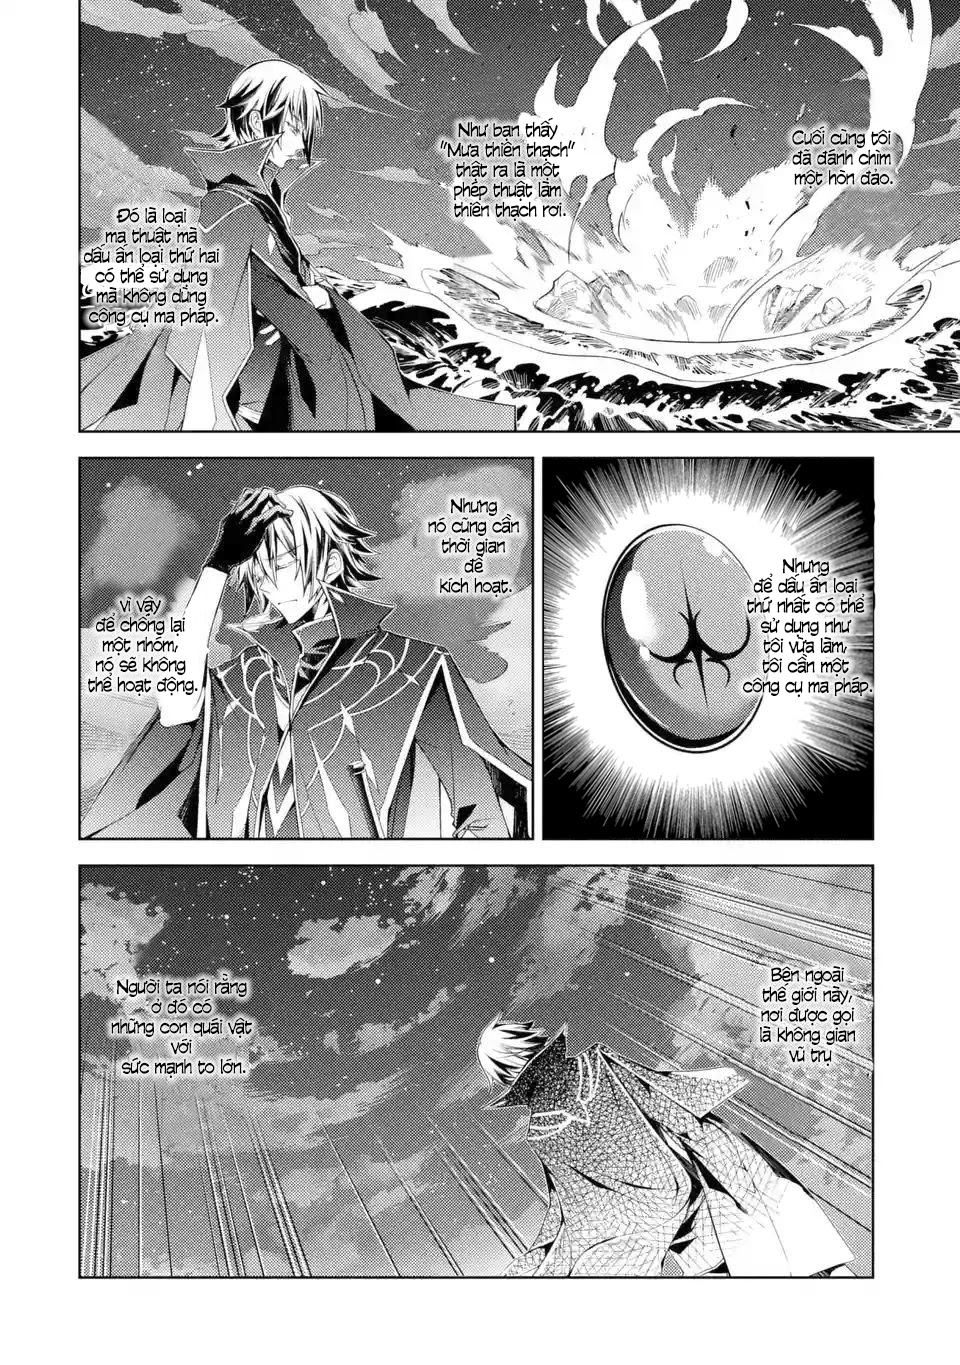 Cuối cùng tôi
đã đánh chìm
một hòn đảo.
Như bạn thấy
"Mưa thiên thạch"
thật ra là một
phép thuật làm
thiên thạch rơi.
Đó là loại
ma thuật mà
dấu ấn loại thứ hai
có thể sử dụng
mà không dùng
công cụ ma pháp.
Nhưng
để dấu ấn loại
thứ nhất có thể
sử dụng như
tôi vừa làm,
tôi cần một
công cụ ma pháp.
Nhưng
nó cũng cần
thời gian
để
kích hoạt.
vì vậy
để chống lại
một nhóm,
nó sẽ không
thể hoạt động.
Bên ngoài
thế giới này,
nơi được gọi
là không gian
vũ trụ
Người ta nói rằng
ở đó có
những con quái vật
với
sức mạnh to lớn.